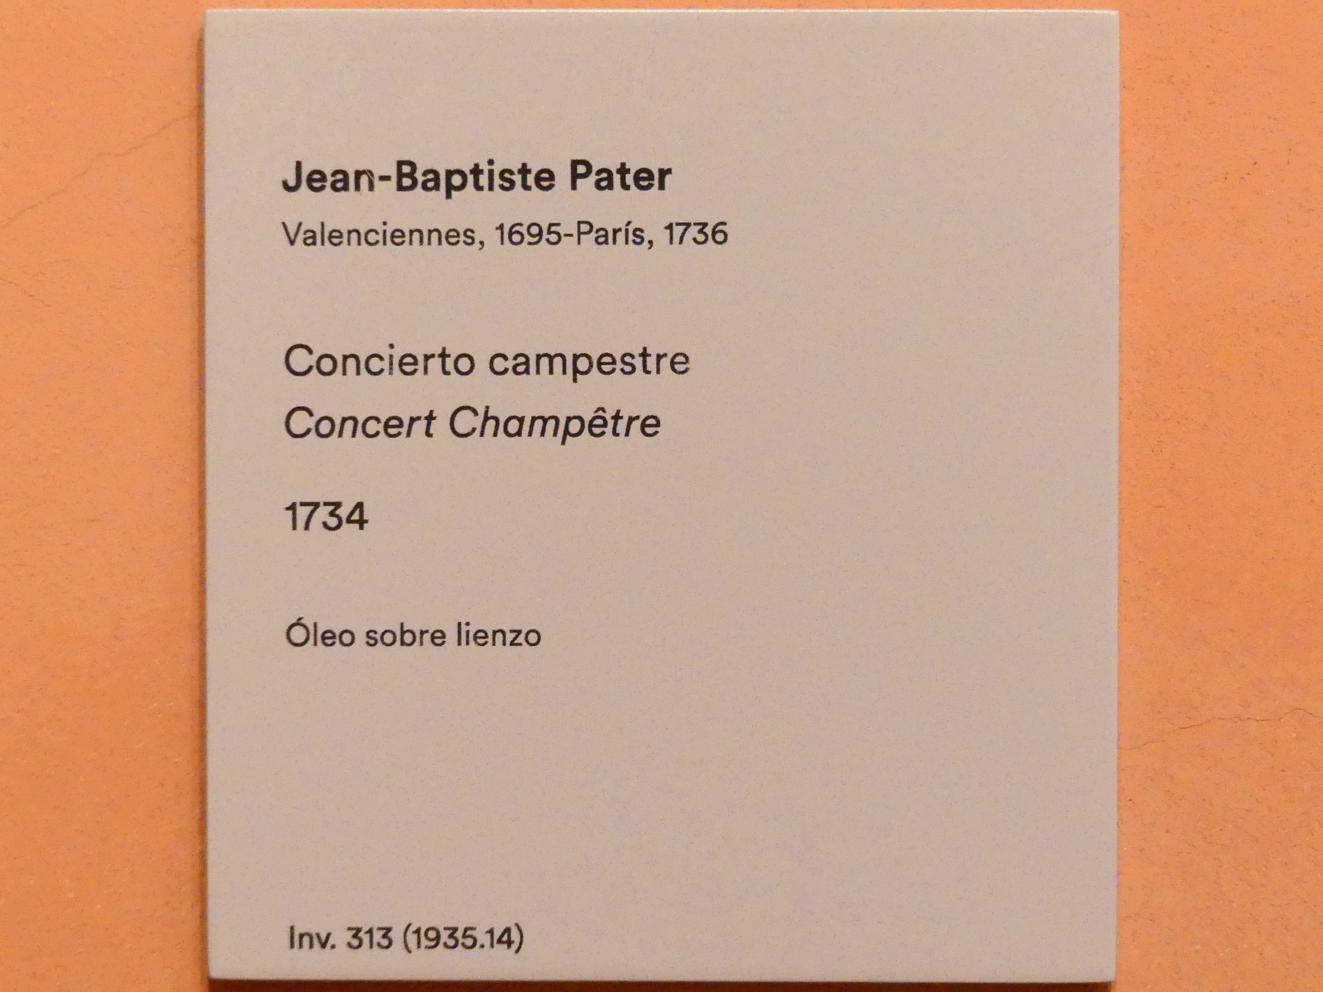 Jean-Baptiste Pater
Valenciennes, 1695-París, 1736
Concierto campestre
Concert Champêtre
1734
Óleo sobre lienzo
Inv. 313 (1935.14)